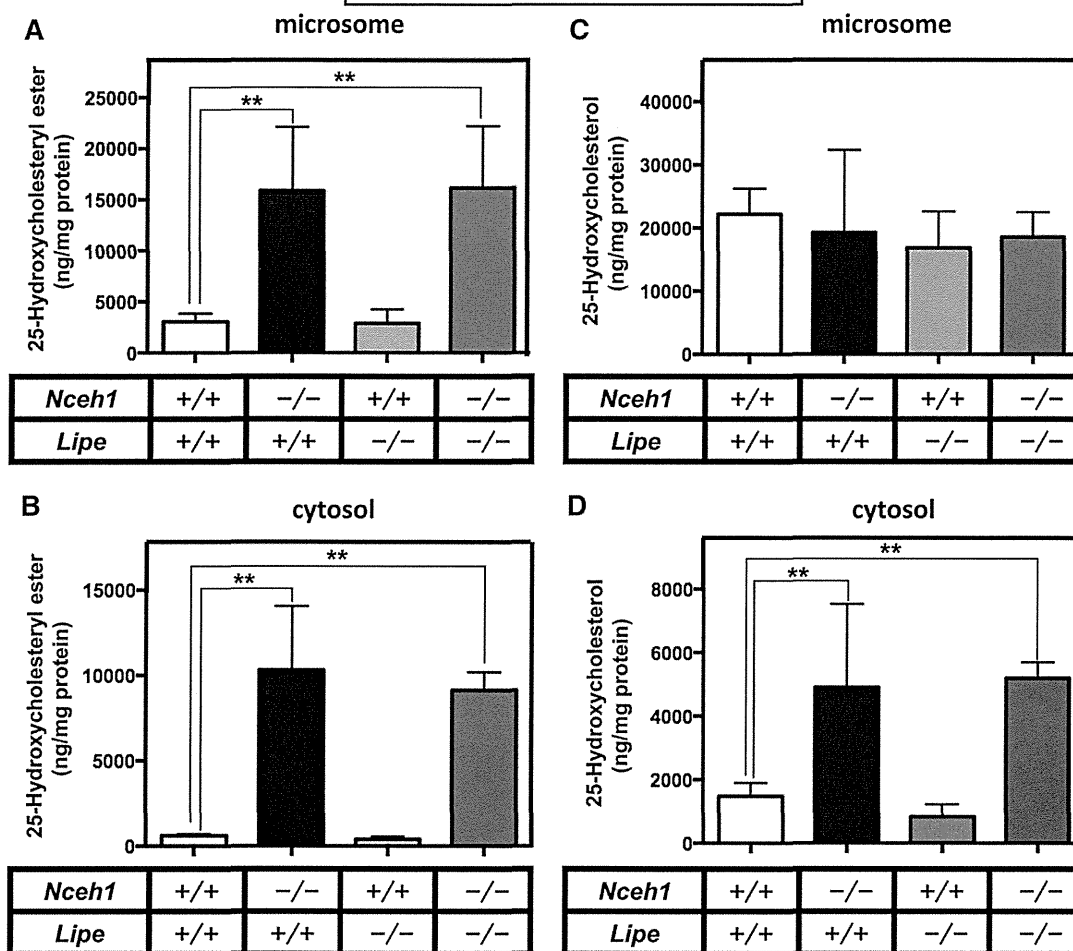 A
microsome
25-Hydroxycholesteryl ester
(ng/mg protein)
25000
20000
15000
10000
5000
0
**
**
Nceh1 +/+ −/− +/+ −/−
Lipe +/+ +/+ −/− −/−
B
cytosol
25-Hydroxycholesteryl ester
(ng/mg protein)
15000
10000
5000
0
**
**
Nceh1 +/+ −/− +/+ −/−
Lipe +/+ +/+ −/− −/−
C
microsome
25-Hydroxycholesterol
(ng/mg protein)
40000
30000
20000
10000
0
Nceh1 +/+ −/− +/+ −/−
Lipe +/+ +/+ −/− −/−
D
cytosol
25-Hydroxycholesterol
(ng/mg protein)
8000
6000
4000
2000
0
**
**
Nceh1 +/+ −/− +/+ −/−
Lipe +/+ +/+ −/− −/−